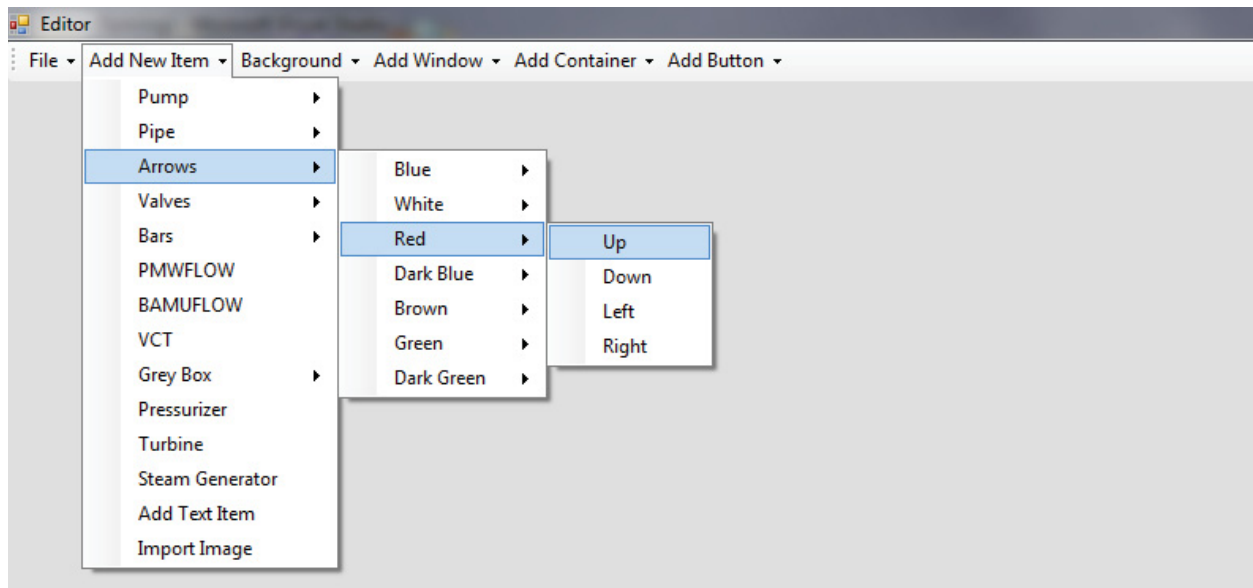 Editor
File Add New Item Background Add Window Add Container Add Button
Pump
Pipe
Arrows
Valves
Bars
PMWFLOW
BAMUFLOW
VCT
Grey Box
Pressurizer
Turbine
Steam Generator
Add Text Item
Import Image
Blue
White
Red
Dark Blue
Brown
Green
Dark Green
Up
Down
Left
Right